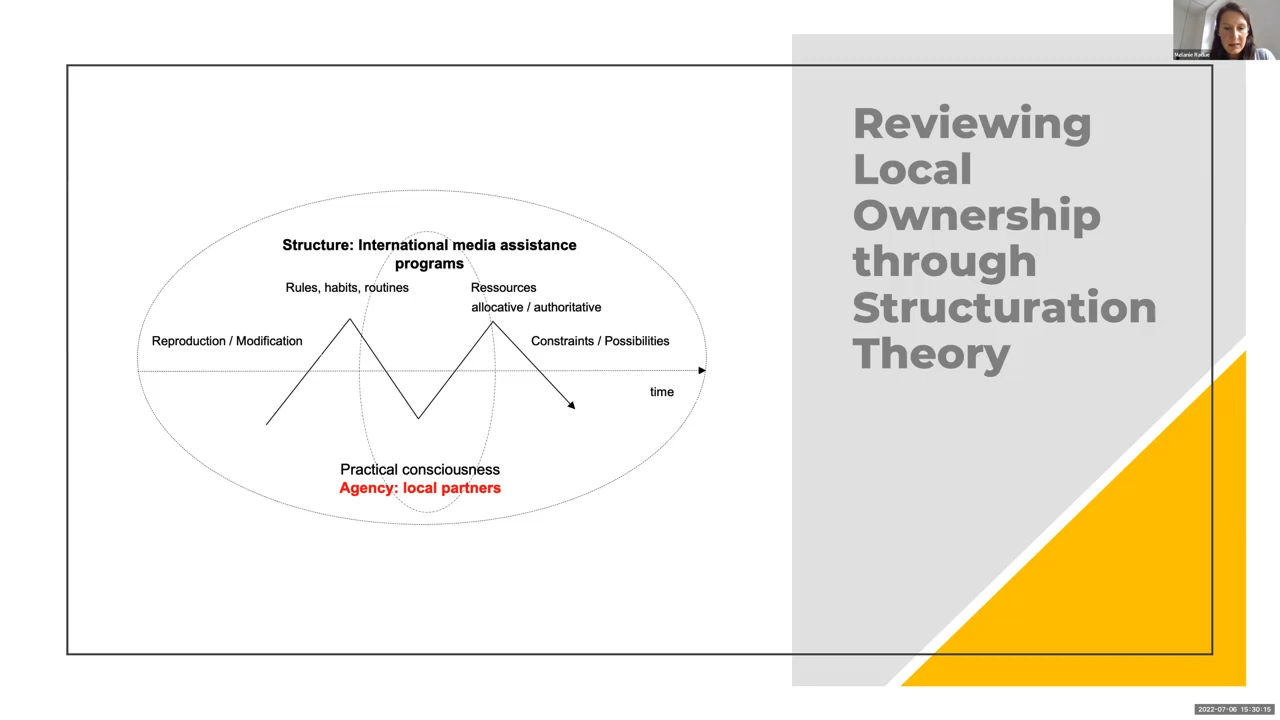 Melanie Radue
Reviewing
Local
Ownership
through
Structuration
Theory
Structure: International media assistance
programs
Rules, habits, routines
Ressources
allocative / authoritative
Reproduction / Modification
Constraints / Possibilities
time
Practical consciousness
Agency: local partners
2022-07-06 15:30:15